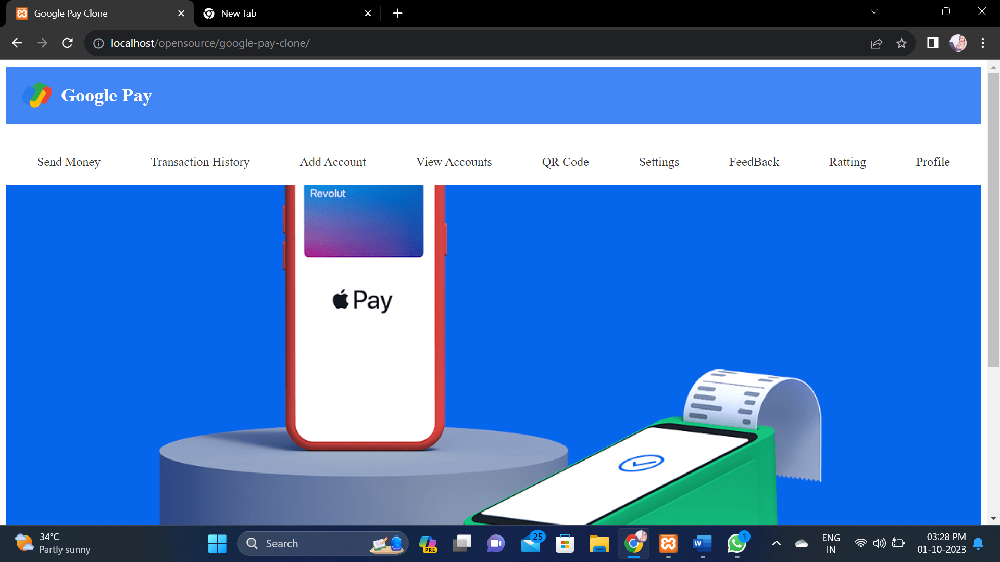 Google Pay Clone
New Tab
localhost/opensource/google-pay-clone/
Google Pay
Send Money Transaction History Add Account View Accounts QR Code Settings FeedBack Ratting Profile
Revolut
Pay
34°C
Partly sunny
Search
PRE
25
W
1
ENG
IN
03:28 PM
01-10-2023